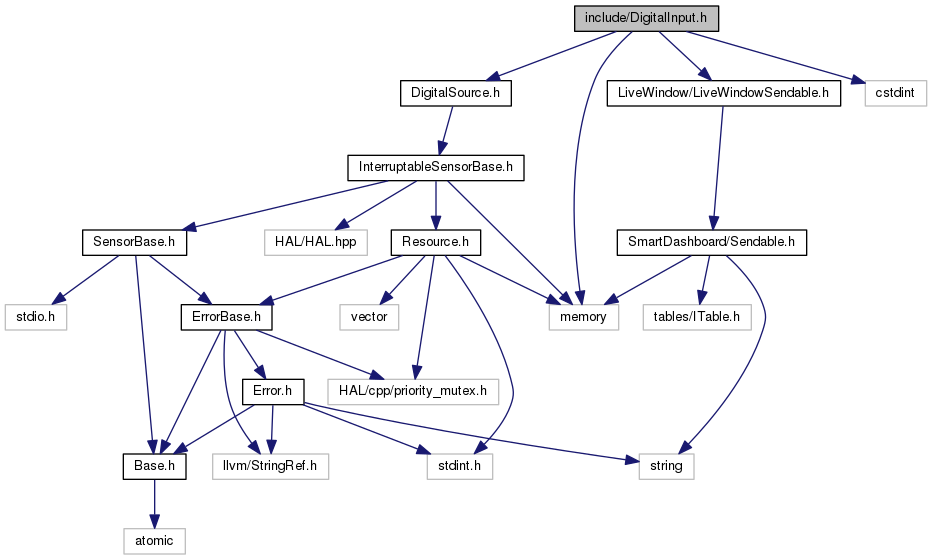 include/DigitalInput.h
DigitalSource.h
LiveWindow/LiveWindowSendable.h
cstdint
InterruptableSensorBase.h
SensorBase.h
HAL/HAL.hpp
Resource.h
SmartDashboard/Sendable.h
stdio.h
ErrorBase.h
vector
memory
tables/ITable.h
Error.h
HAL/cpp/priority_mutex.h
Base.h
llvm/StringRef.h
stdint.h
string
atomic